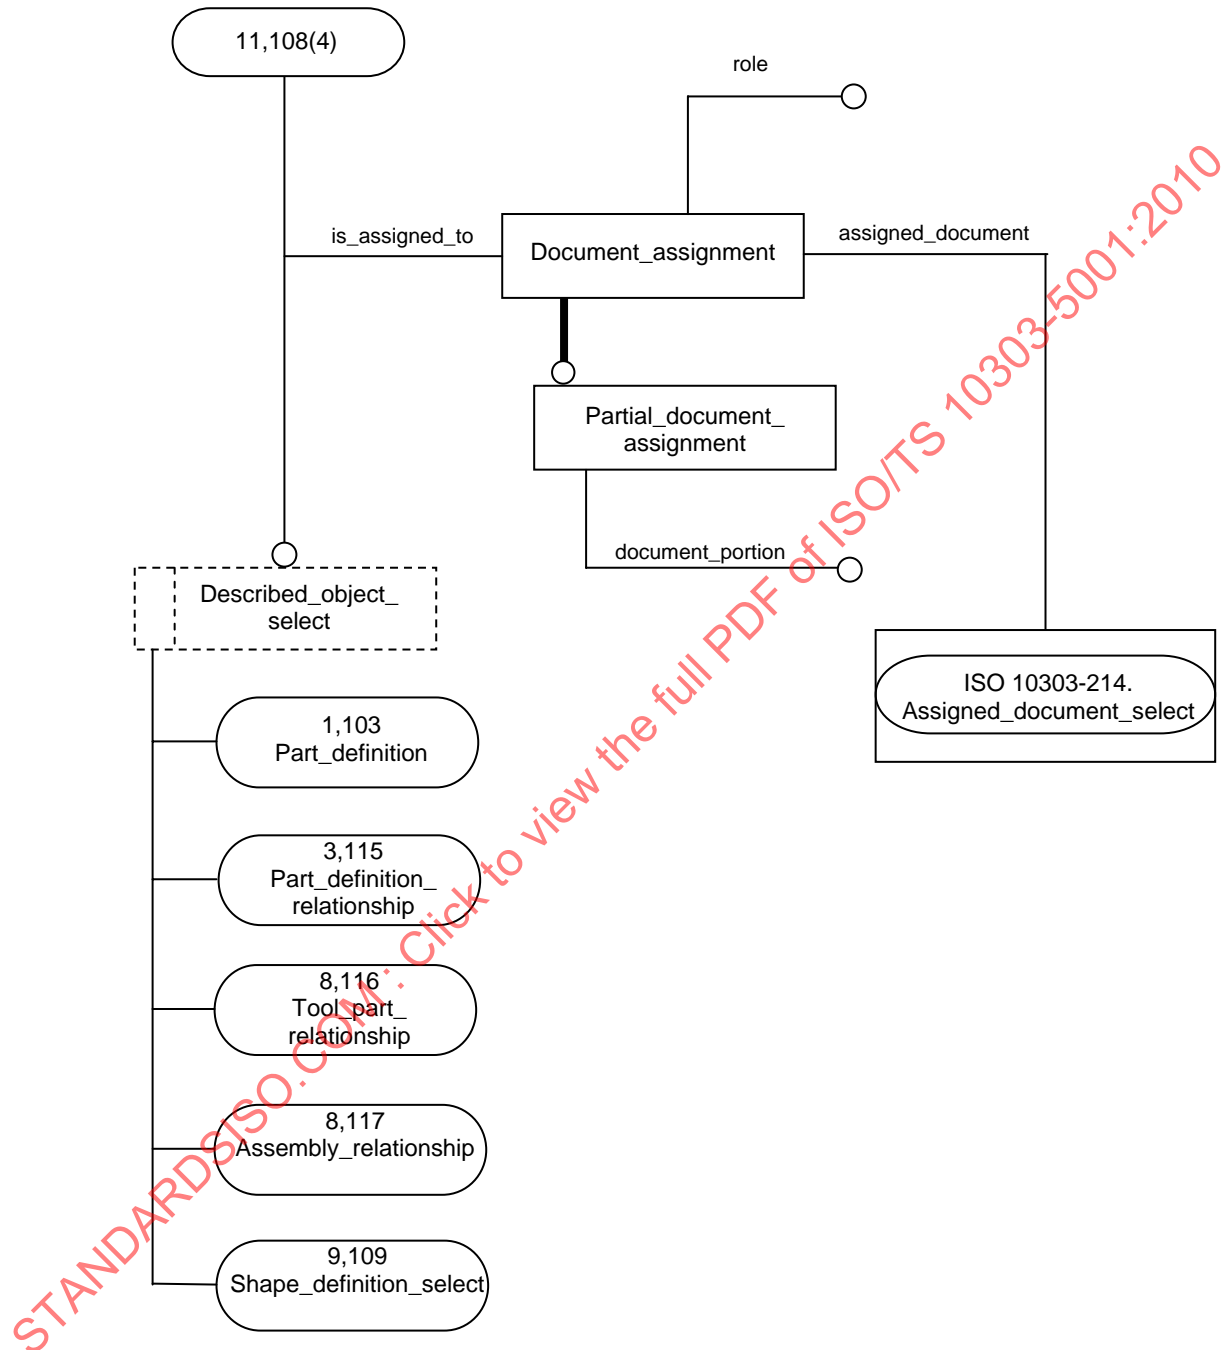 11,108(4)
role
is_assigned_to
Document_assignment
assigned_document
Partial_document_
assignment
document_portion
Described_object_
select
ISO 10303-214.
Assigned_document_select
1,103
Part_definition
3,115
Part_definition_
relationship
8,116
Tool_part_
relationship
8,117
Assembly_relationship
9,109
Shape_definition_select
STANDARDSISO.COM : Click to view the full PDF of ISO/TS 10303-5001:2010